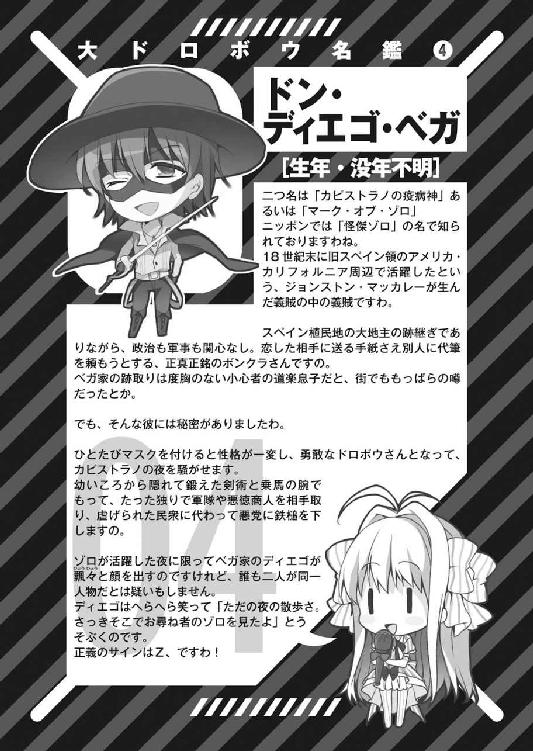 大ドロボウ名鑑❹
ドン・
ディエゴ・ベガ
[生年・没年不明]
二つ名は「カピストラノの疫病神」あ
るいは「マーク・オブ・ゾロ」
ニッポンでは「怪傑ゾロ」の名で知ら
れておりますわね。
18世紀末に旧スペイン領のアメリカ・
カリフォルニア周辺で活躍したとい
う、ジョンストン・マッカレーが生ん
だ義賊の中の義賊ですわ。
スペイン植民地の大地主の跡継ぎであ
りながら、政治も軍事も関心なし。恋した相手に送る手紙さえ別人に代筆
を頼もうとする、正真正銘のボンクラさんですの。
ベガ家の跡取りは度胸のない小心者の道楽息子だと、街でももっぱらの噂
だったとか。
でも、そんな彼には秘密がありましたわ。
ひとたびマスクを付けると性格が一変し、勇敢なドロボウさんとなって、
カピストラノの夜を騒がせます。
幼いころから隠れて鍛えた剣術と乗馬の腕で
もって、たった独りで軍隊や悪徳商人を相手取
り、虐げられた民衆に代わって悪党に鉄槌を下
しますの。
ゾロが活躍した夜に限ってベガ家のディエゴが
飄々と顔を出すのですけれど、誰も二人が同一
人物だとは疑いもしません。
ディエゴはへらへら笑って「ただの夜の散歩さ。
さっきそこでお尋ね者のゾロを見たよ」とう
そぶくのです。
正義のサインはZ、ですわ！
04